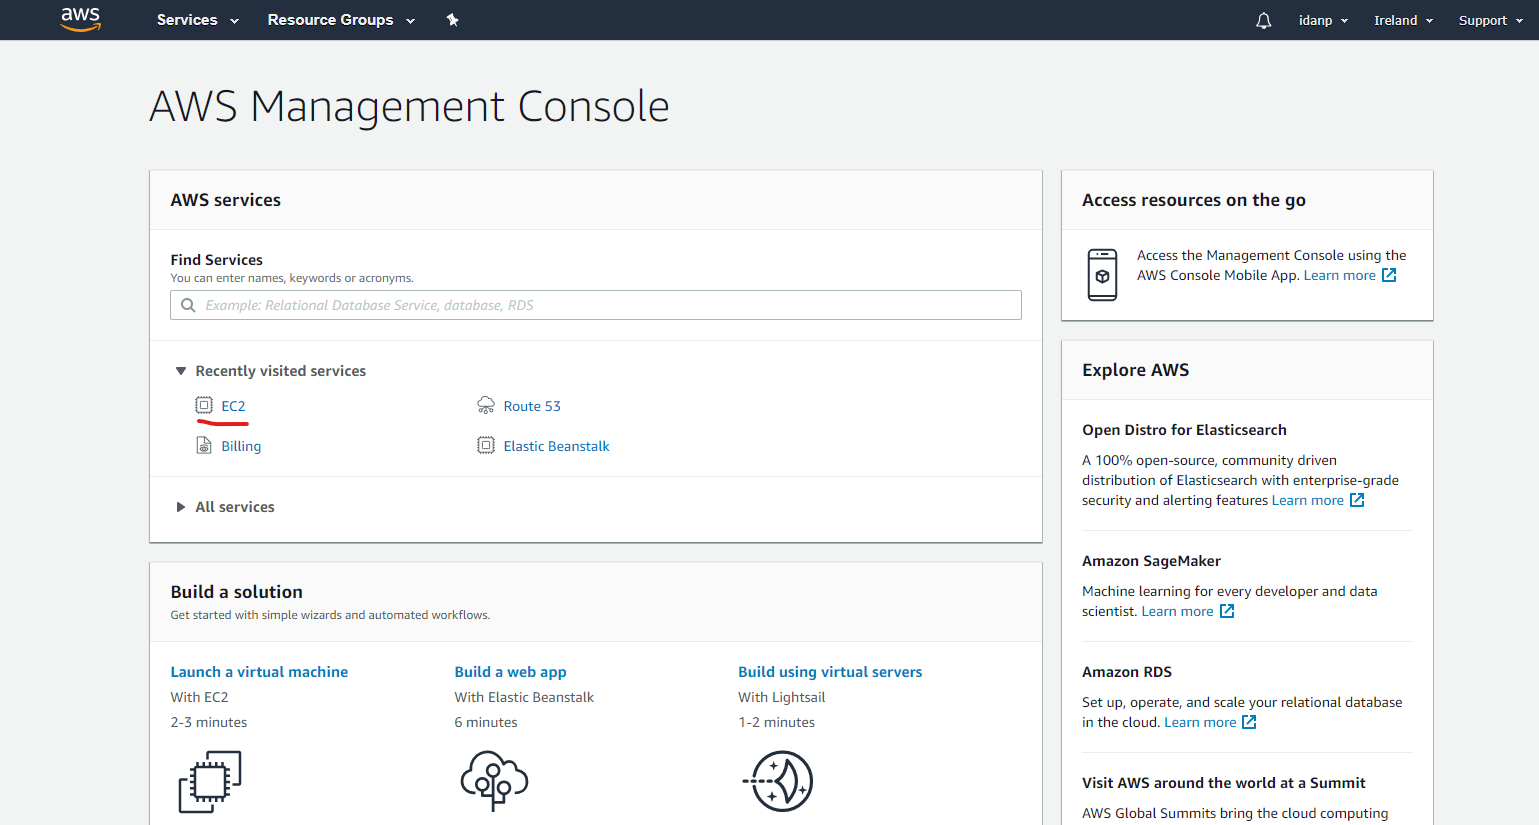 aws Services Resource Groups idanp Ireland Support
AWS Management Console
AWS services
Find Services
You can enter names, keywords or acronyms.
Example: Relational Database Service, database, RDS
Recently visited services
EC2 Route 53
Billing Elastic Beanstalk
All services
Build a solution
Get started with simple wizards and automated workflows.
Launch a virtual machine
With EC2
2-3 minutes
Build a web app
With Elastic Beanstalk
6 minutes
Build using virtual servers
With Lightsail
1-2 minutes
Access resources on the go
Access the Management Console using the
AWS Console Mobile App. Learn more
Explore AWS
Open Distro for Elasticsearch
A 100% open-source, community driven
distribution of Elasticsearch with enterprise-grade
security and alerting features Learn more
Amazon SageMaker
Machine learning for every developer and data
scientist. Learn more
Amazon RDS
Set up, operate, and scale your relational database
in the cloud. Learn more
Visit AWS around the world at a Summit
AWS Global Summits bring the cloud computing